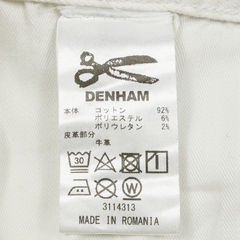 DENHAM
本体 コットン 92%
ポリエステル 6%
ポリウレタン 2%
皮革部分
牛革
30
W
3114313
MADE IN ROMANIA